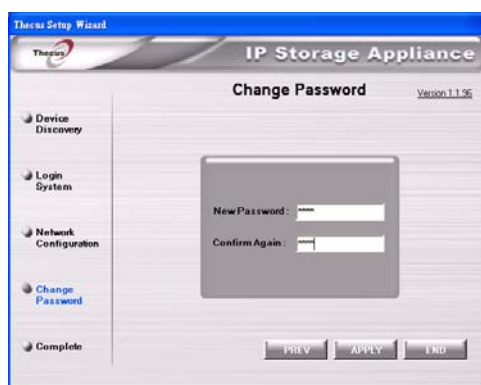 Thecus Setup Wizard
Thecus
IP Storage Appliance
Change Password
Version 1.1.96
Device
Discovery
Login
System
Network
Configuration
Change
Password
Complete
New Password :
Confirm Again :
PREV
APPLY
END